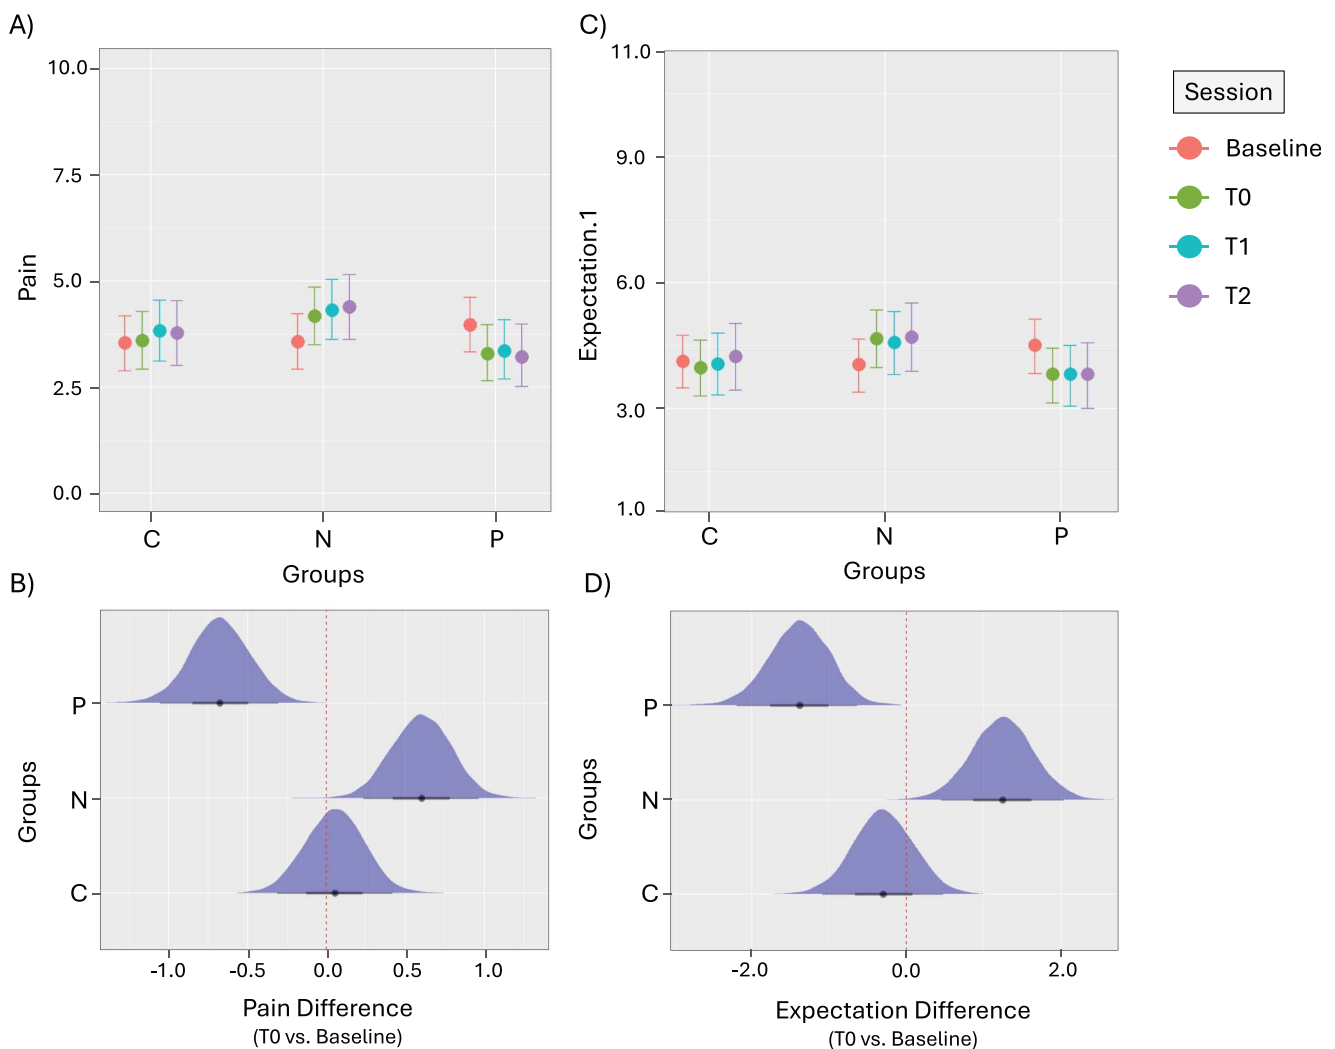 A)
10.0
7.5
5.0
2.5
0.0
Pain
C
N
P
Groups
C)
11.0
9.0
6.0
3.0
1.0
Expectation.1
C
N
P
Groups
Session
Baseline
T0
T1
T2
B)
P
N
C
Groups
-1.0
-0.5
0.0
0.5
1.0
Pain Difference
(T0 vs. Baseline)
D)
P
N
C
Groups
-2.0
0.0
2.0
Expectation Difference
(T0 vs. Baseline)